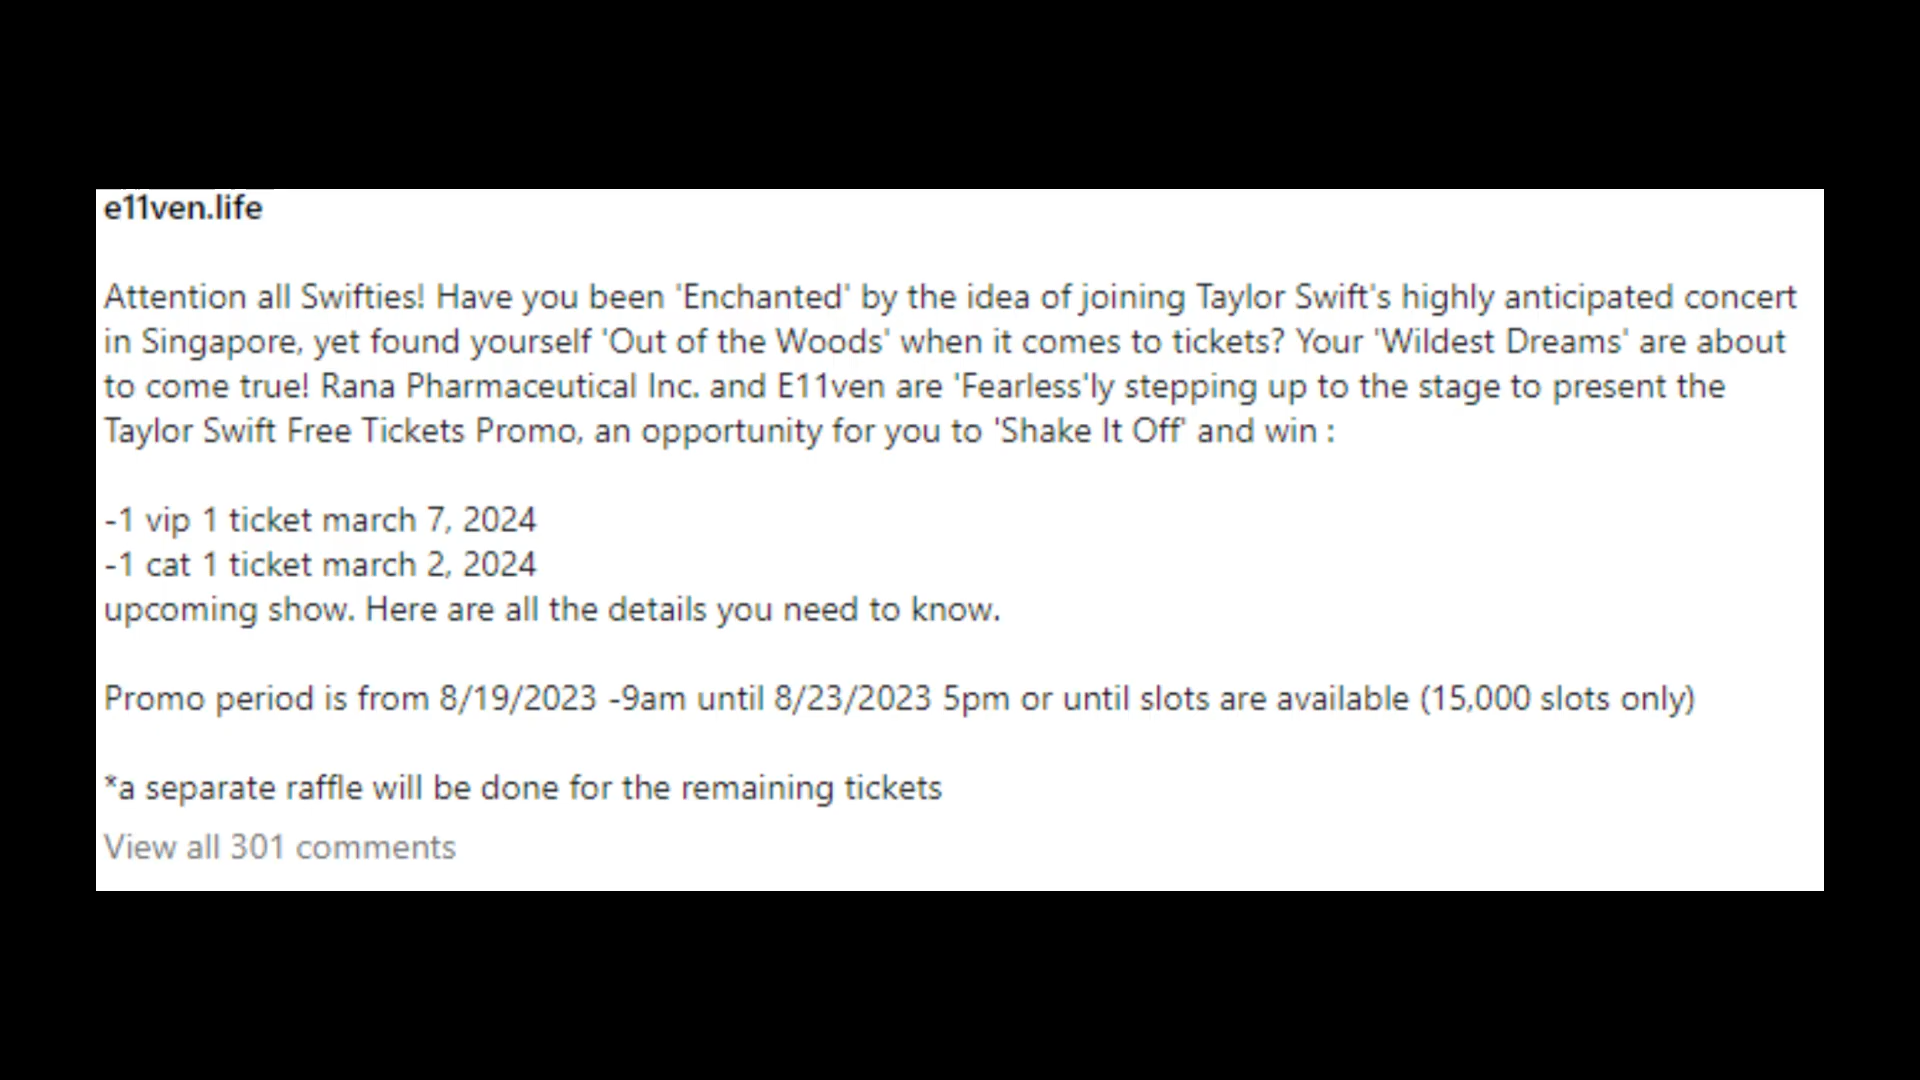 e11ven.life
Attention all Swifties! Have you been 'Enchanted' by the idea of joining Taylor Swift's highly anticipated concert
in Singapore, yet found yourself 'Out of the Woods' when it comes to tickets? Your 'Wildest Dreams' are about
to come true! Rana Pharmaceutical Inc. and E11ven are 'Fearless'ly stepping up to the stage to present the
Taylor Swift Free Tickets Promo, an opportunity for you to 'Shake It Off' and win :
-1 vip 1 ticket march 7, 2024
-1 cat 1 ticket march 2, 2024
upcoming show. Here are all the details you need to know.
Promo period is from 8/19/2023 -9am until 8/23/2023 5pm or until slots are available (15,000 slots only)
*a separate raffle will be done for the remaining tickets
View all 301 comments